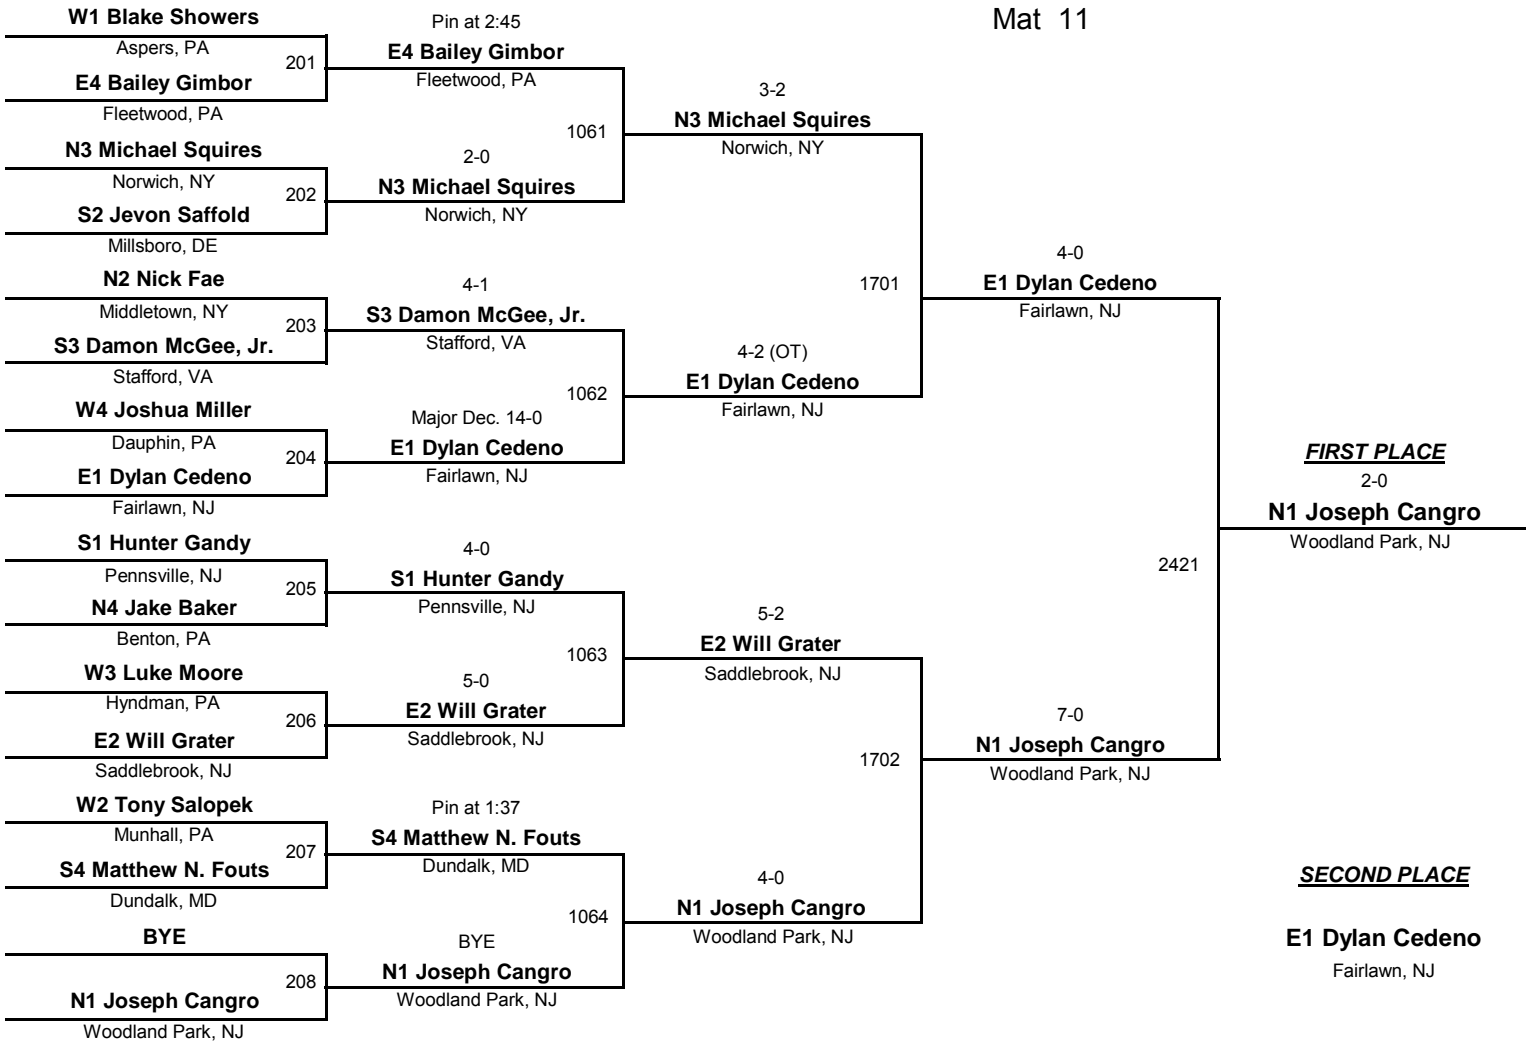 Mat 11
W1 Blake Showers
Aspers, PA
201
E4 Bailey Gimbor
Fleetwood, PA
N3 Michael Squires
Norwich, NY
202
S2 Jevon Saffold
Millsboro, DE
N2 Nick Fae
Middletown, NY
203
S3 Damon McGee, Jr.
Stafford, VA
W4 Joshua Miller
Dauphin, PA
204
E1 Dylan Cedeno
Fairlawn, NJ
S1 Hunter Gandy
Pennsville, NJ
205
N4 Jake Baker
Benton, PA
W3 Luke Moore
Hyndman, PA
206
E2 Will Grater
Saddlebrook, NJ
W2 Tony Salopek
Munhall, PA
207
S4 Matthew N. Fouts
Dundalk, MD
BYE
208
N1 Joseph Cangro
Woodland Park, NJ
Pin at 2:45
E4 Bailey Gimbor
Fleetwood, PA
1061
2-0
N3 Michael Squires
Norwich, NY
4-1
S3 Damon McGee, Jr.
Stafford, VA
1062
Major Dec. 14-0
E1 Dylan Cedeno
Fairlawn, NJ
4-0
S1 Hunter Gandy
Pennsville, NJ
1063
5-0
E2 Will Grater
Saddlebrook, NJ
Pin at 1:37
S4 Matthew N. Fouts
Dundalk, MD
1064
BYE
N1 Joseph Cangro
Woodland Park, NJ
3-2
N3 Michael Squires
Norwich, NY
1701
4-2 (OT)
E1 Dylan Cedeno
Fairlawn, NJ
5-2
E2 Will Grater
Saddlebrook, NJ
1702
4-0
N1 Joseph Cangro
Woodland Park, NJ
4-0
E1 Dylan Cedeno
Fairlawn, NJ
2421
7-0
N1 Joseph Cangro
Woodland Park, NJ
FIRST PLACE
2-0
N1 Joseph Cangro
Woodland Park, NJ
SECOND PLACE
E1 Dylan Cedeno
Fairlawn, NJ